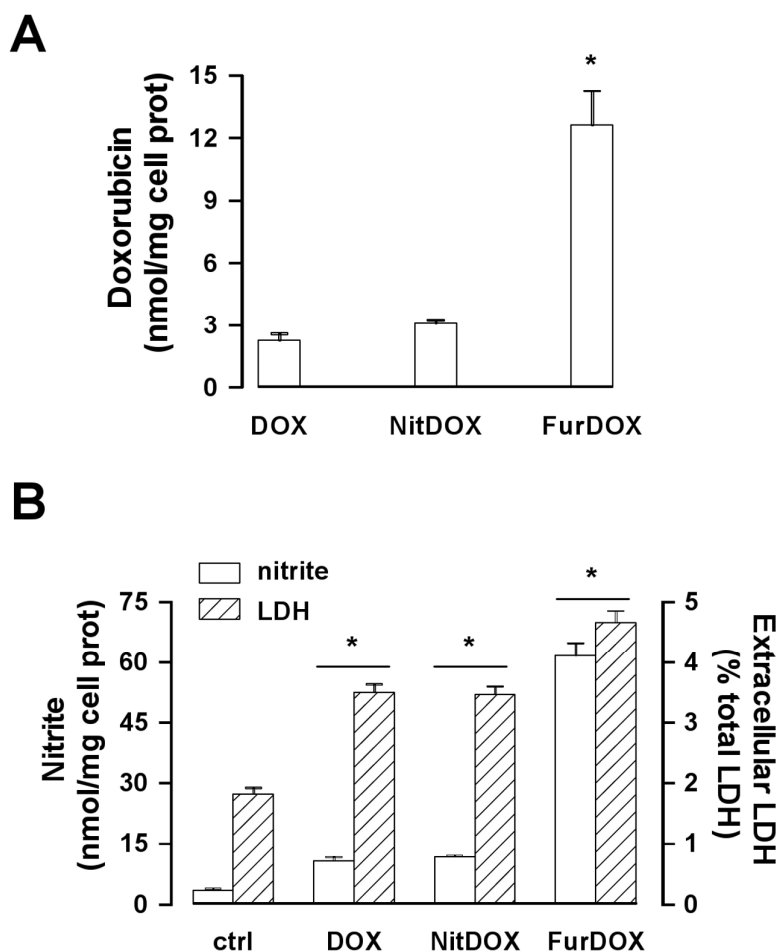 A
Doxorubicin
(nmol/mg cell prot)
15
12
9
6
3
0
*
DOX NitDOX FurDOX
B
nitrite
LDH
Nitrite
(nmol/mg cell prot)
75
60
45
30
15
0
* * *
5
4
3
2
1
0
Extracellular LDH
(% total LDH)
ctrl DOX NitDOX FurDOX